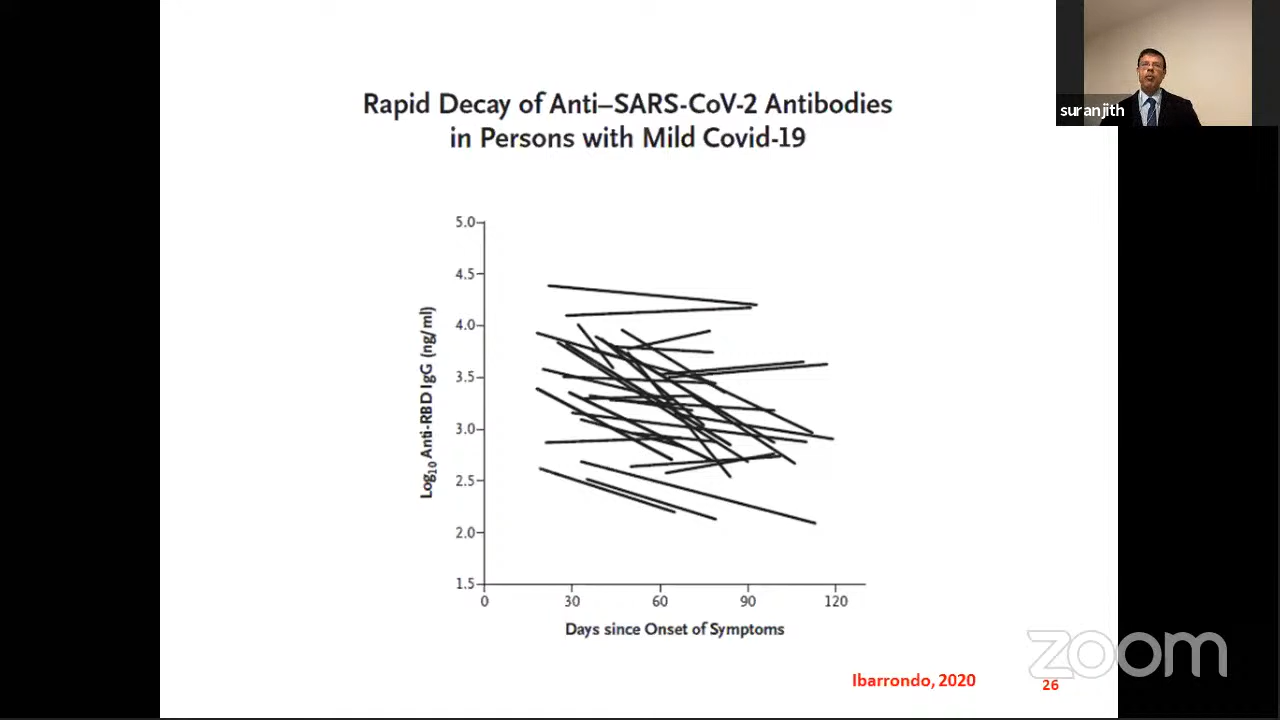 suranjith
Rapid Decay of Anti–SARS-CoV-2 Antibodies
in Persons with Mild Covid-19
5.0
4.5
4.0
3.5
3.0
2.5
2.0
1.5
Log10 Anti-RBD IgG (ng/ml)
0 30 60 90 120
Days since Onset of Symptoms
zoom
Ibarrondo, 2020
26